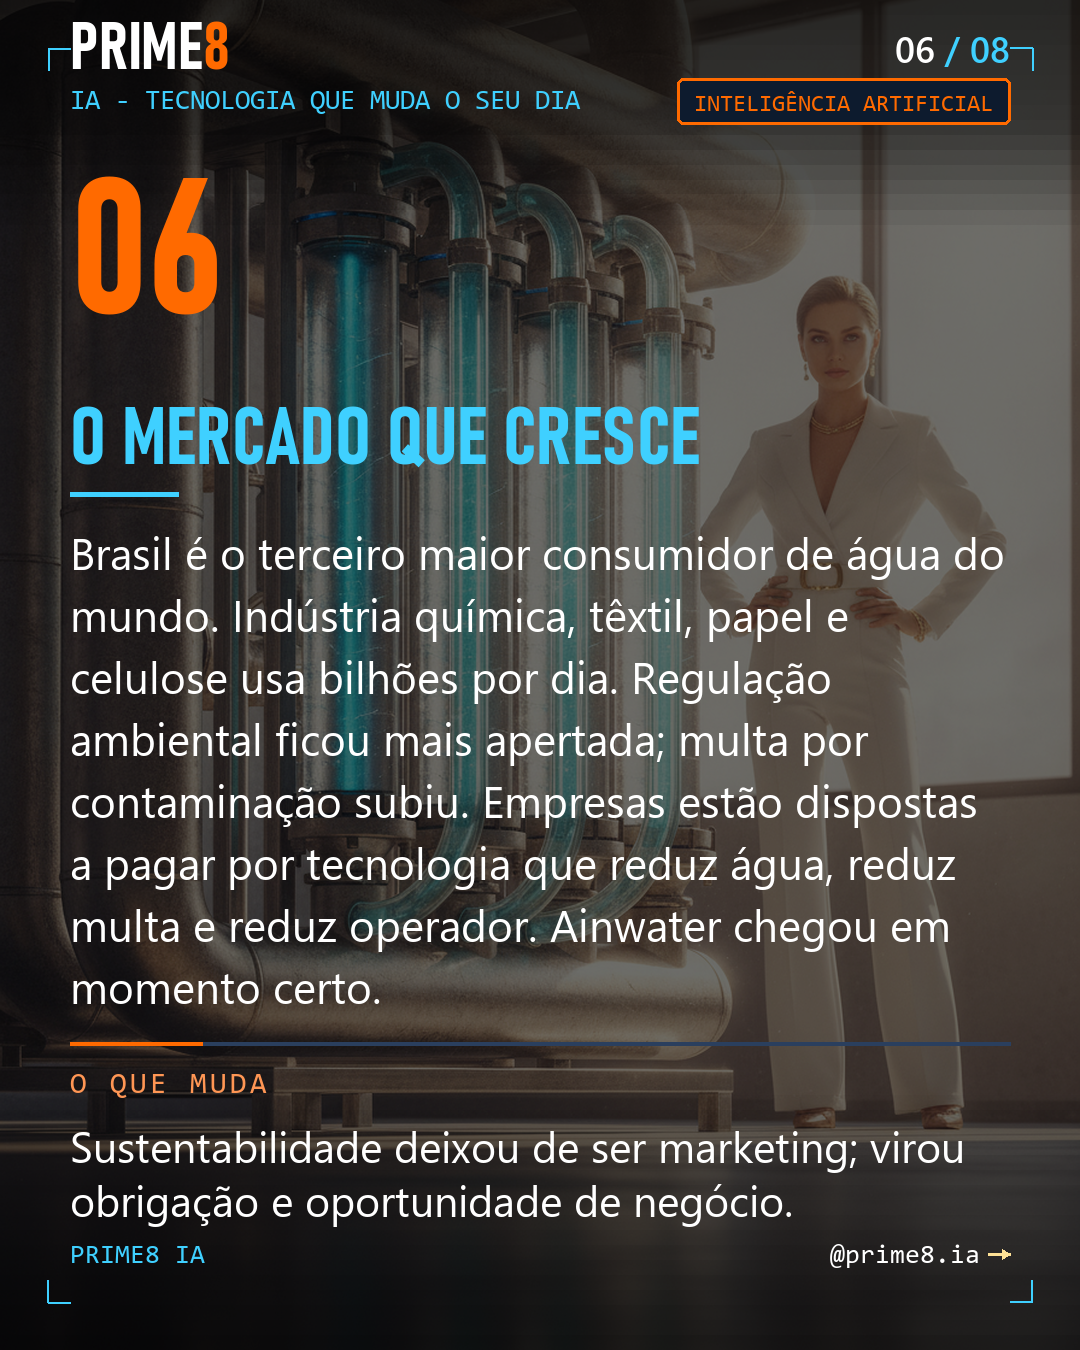 PRIME8
06 / 08
IA - TECNOLOGIA QUE MUDA O SEU DIA
INTELIGÊNCIA ARTIFICIAL
06
O MERCADO QUE CRESCE
Brasil é o terceiro maior consumidor de água do
mundo. Indústria química, têxtil, papel e
celulose usa bilhões por dia. Regulação
ambiental ficou mais apertada; multa por
contaminação subiu. Empresas estão dispostas
a pagar por tecnologia que reduz água, reduz
multa e reduz operador. Ainwater chegou em
momento certo.
O QUE MUDA
Sustentabilidade deixou de ser marketing; virou
obrigação e oportunidade de negócio.
PRIME8 IA
@prime8.ia